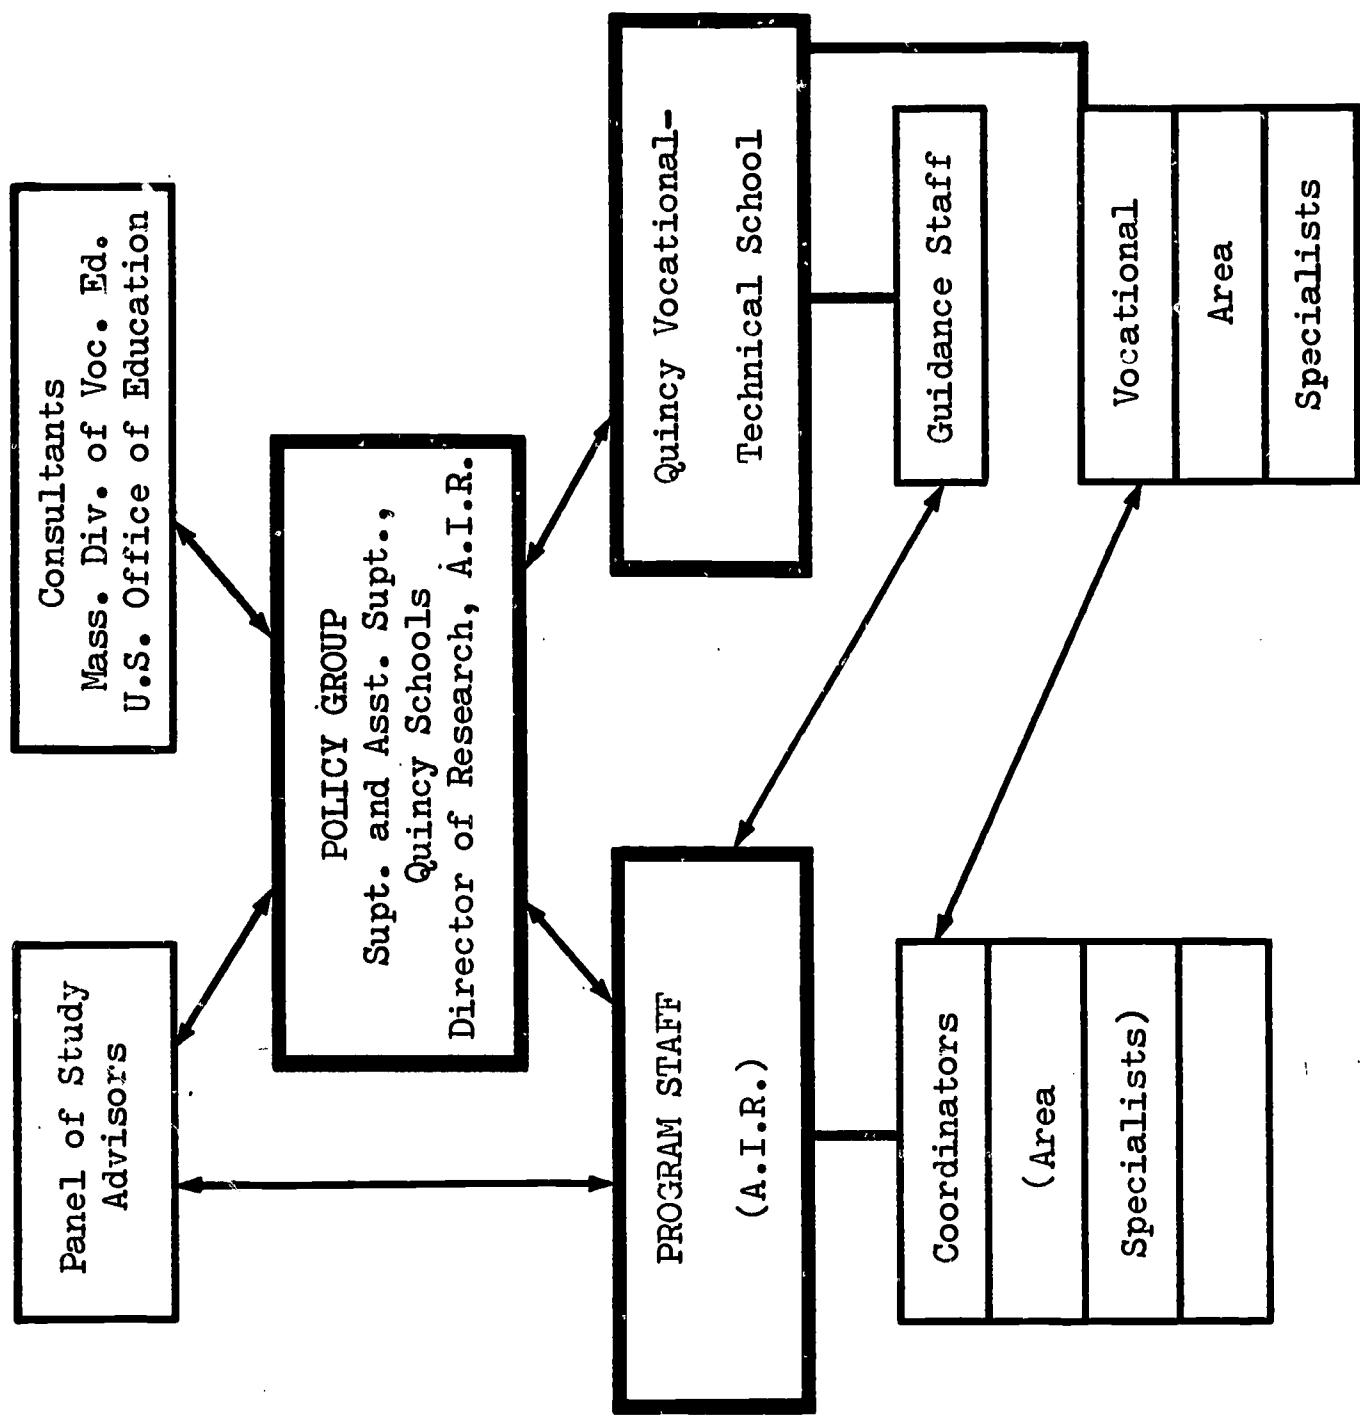 Panel of Study
Advisors
Consultants
Mass. Div. of Voc. Ed.
U.S. Office of Education
POLICY GROUP
Supt. and Asst. Supt.,
Quincy Schools
Director of Research, A.I.R.
PROGRAM STAFF
(A.I.R.)
Quincy Vocational-
Technical School
Coordinators
(Area
Specialists)
Guidance Staff
Vocational
Area
Specialists